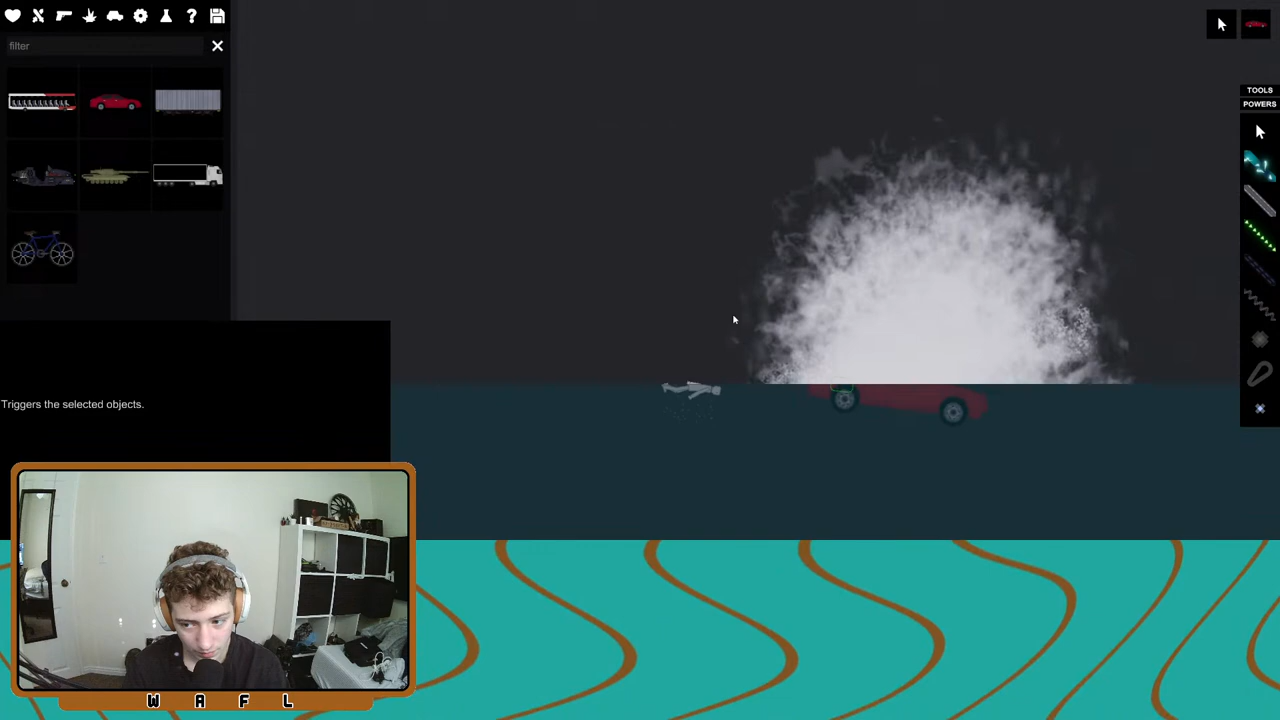 ?
filter
TOOLS
POWERS
Triggers the selected objects.
W A F L